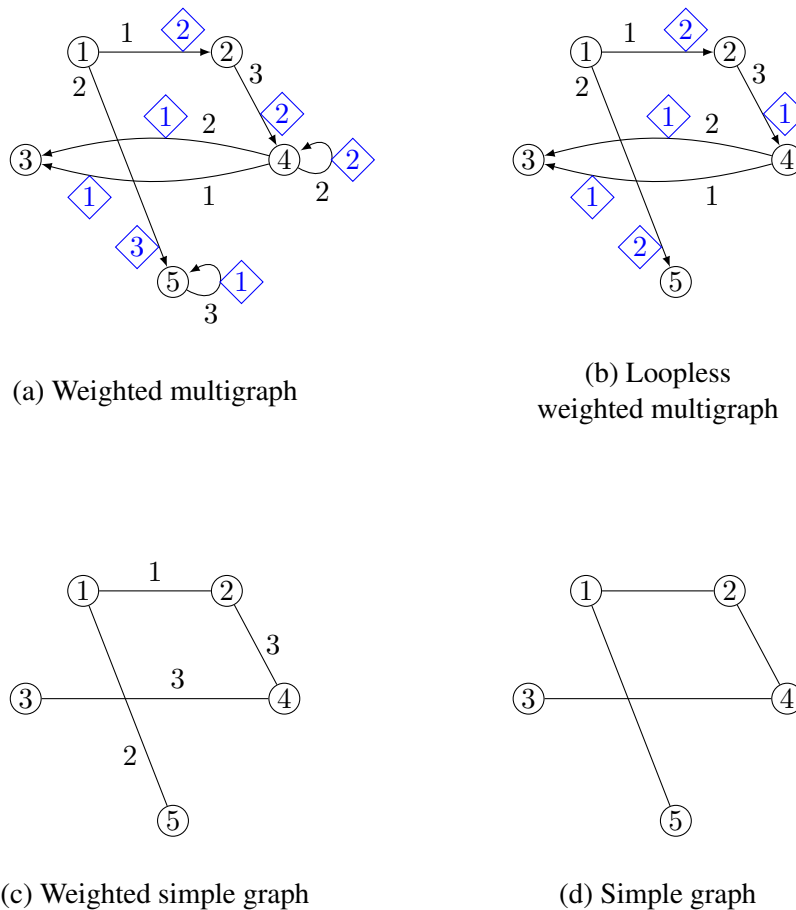 1 1 2 2
2 3
1 2 2
3 4 2
1 1 2
3
5 1
3
(a) Weighted multigraph
1 1 2 2
2 3
1 2 1
3 4
1 1
2
5
(b) Loopless
weighted multigraph
1 1 2
3
3 3 4
2
5
(c) Weighted simple graph
1 2
3 4
5
(d) Simple graph